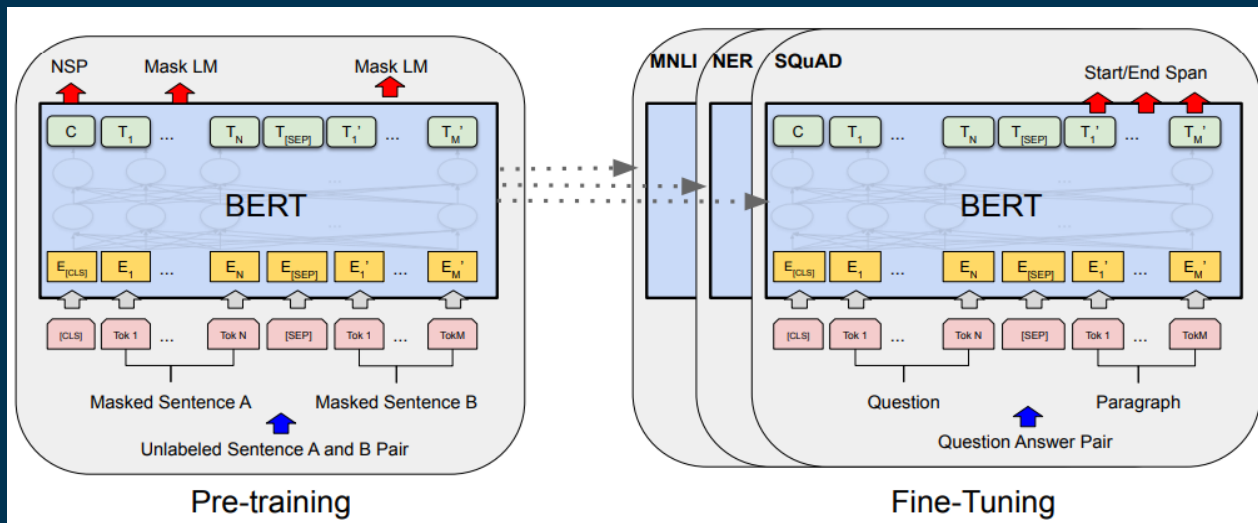 NSP Mask LM Mask LM
C T1 ... TN T[SEP] T1' ... TM'
...
BERT
...
E[CLS] E1 ... EN E[SEP] E1' ... EM'
[CLS] Tok 1 ... Tok N [SEP] Tok 1 ... TokM
Masked Sentence A Masked Sentence B
Unlabeled Sentence A and B Pair
Pre-training
MNLI NER SQuAD
Start/End Span
C T1 ... TN T[SEP] T1' ... TM'
...
BERT
...
E[CLS] E1 ... EN E[SEP] E1' ... EM'
[CLS] Tok 1 ... Tok N [SEP] Tok 1 ... TokM
Question Paragraph
Question Answer Pair
Fine-Tuning